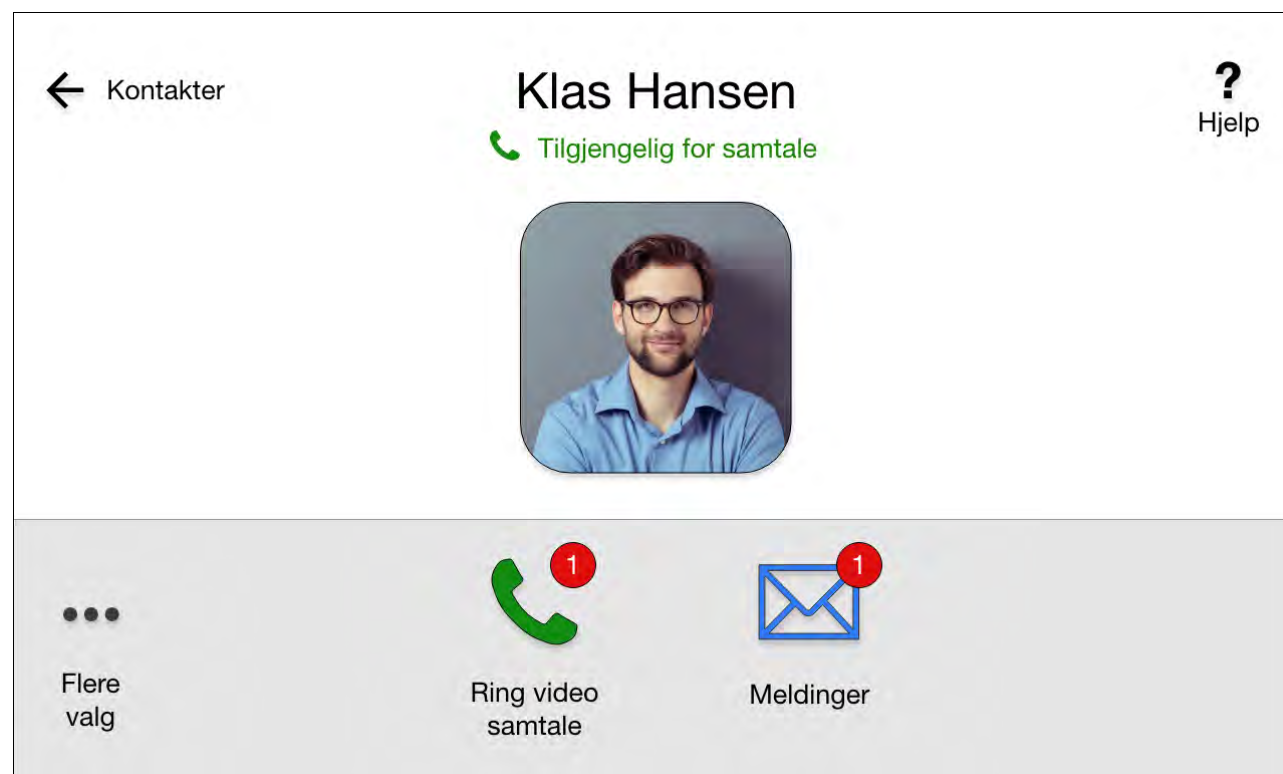 Kontakter
Klas Hansen
Tilgjengelig for samtale
?
Hjelp
1
1
Flere
valg
Ring video
samtale
Meldinger